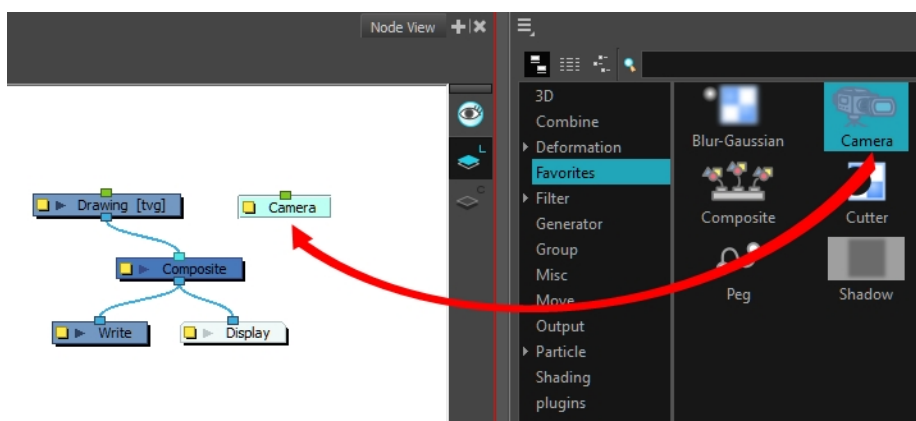 Node View
L
C
Drawing [tvg]
Camera
Composite
Write
Display
3D
Combine
Deformation
Favorites
Filter
Generator
Group
Misc
Move
Output
Particle
Shading
plugins
Blur-Gaussian
Camera
Composite
Cutter
Peg
Shadow